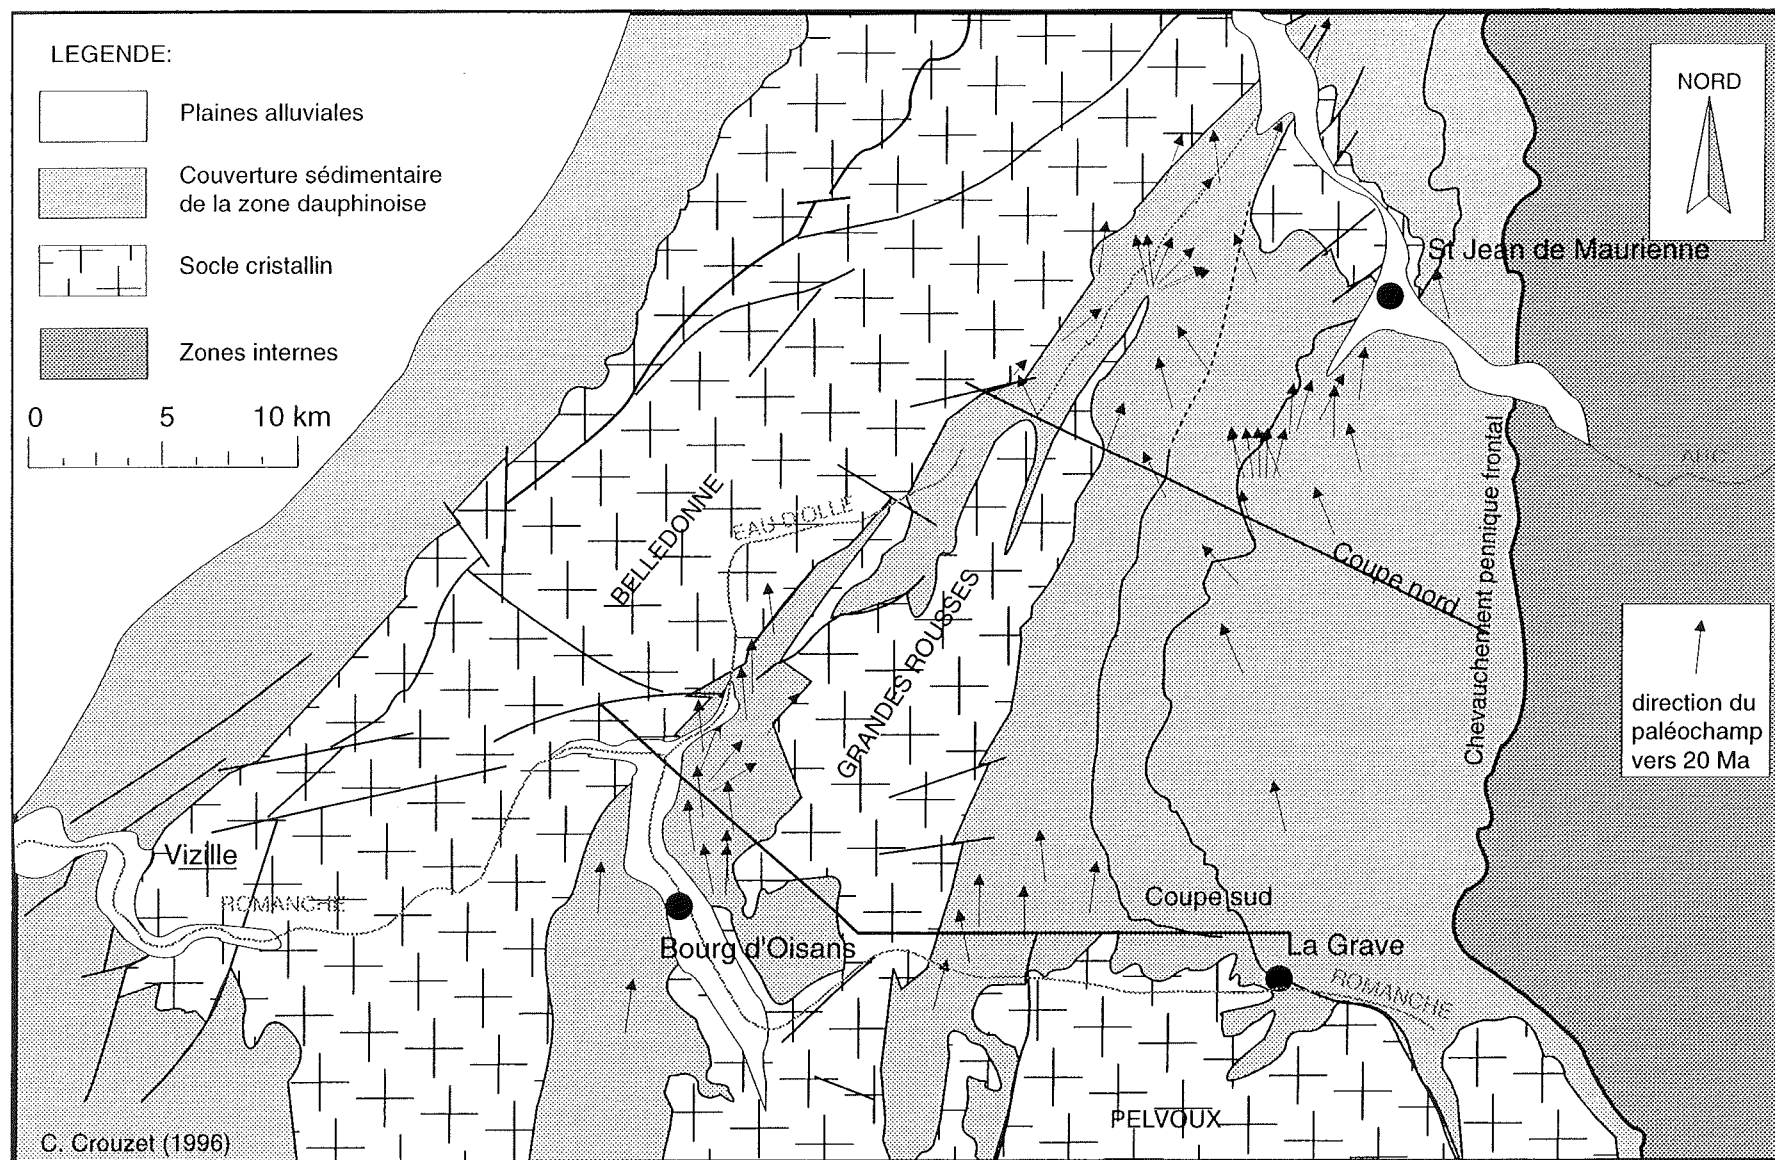 LEGENDE:
Plaines alluviales
Couverture sédimentaire
de la zone dauphinoise
Socle cristallin
Zones internes
0 5 10 km
NORD
St Jean de Maurienne
Chevauchement pennique frontal
ARC
Coupe nord
BELLEDONNE
EAU D'OLLE
GRANDES ROUSSES
direction du
paléochamp
vers 20 Ma
Vizille
ROMANCHE
Bourg d'Oisans
Coupe sud
La Grave
ROMANCHE
PELVOUX
C. Crouzet (1996)